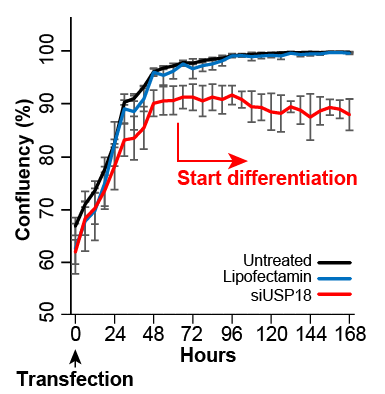 Confluency (%)
100
90
80
70
60
50
Start differentiation
Untreated
Lipofectamin
siUSP18
0 24 48 72 96 120 144 168
Hours
Transfection